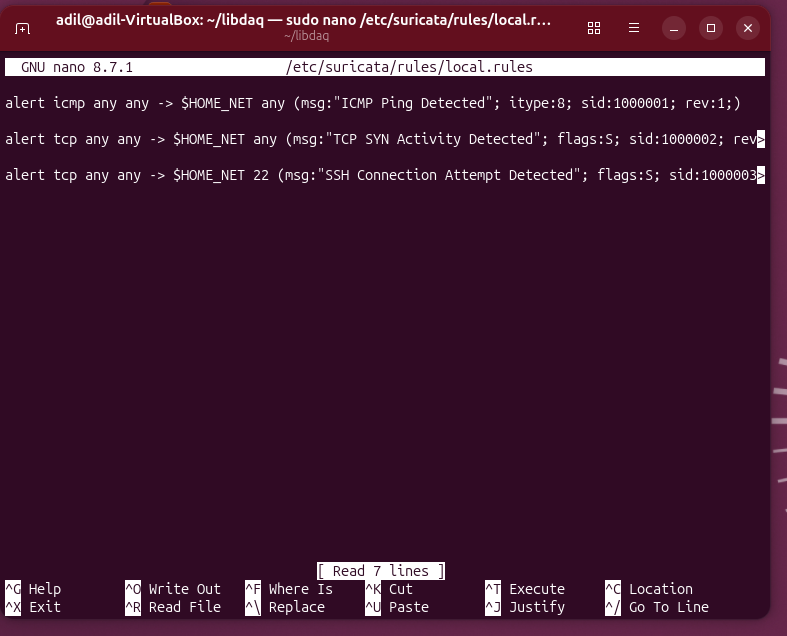 adil@adil-VirtualBox: ~/libdaq — sudo nano /etc/suricata/rules/local.r...
~/libdaq
GNU nano 8.7.1 /etc/suricata/rules/local.rules
alert icmp any any -> $HOME_NET any (msg:"ICMP Ping Detected"; itype:8; sid:1000001; rev:1;)
alert tcp any any -> $HOME_NET any (msg:"TCP SYN Activity Detected"; flags:S; sid:1000002; rev>
alert tcp any any -> $HOME_NET 22 (msg:"SSH Connection Attempt Detected"; flags:S; sid:1000003>
[ Read 7 lines ]
^G Help ^O Write Out ^F Where Is ^K Cut ^T Execute ^C Location
^X Exit ^R Read File ^\ Replace ^U Paste ^J Justify ^/ Go To Line